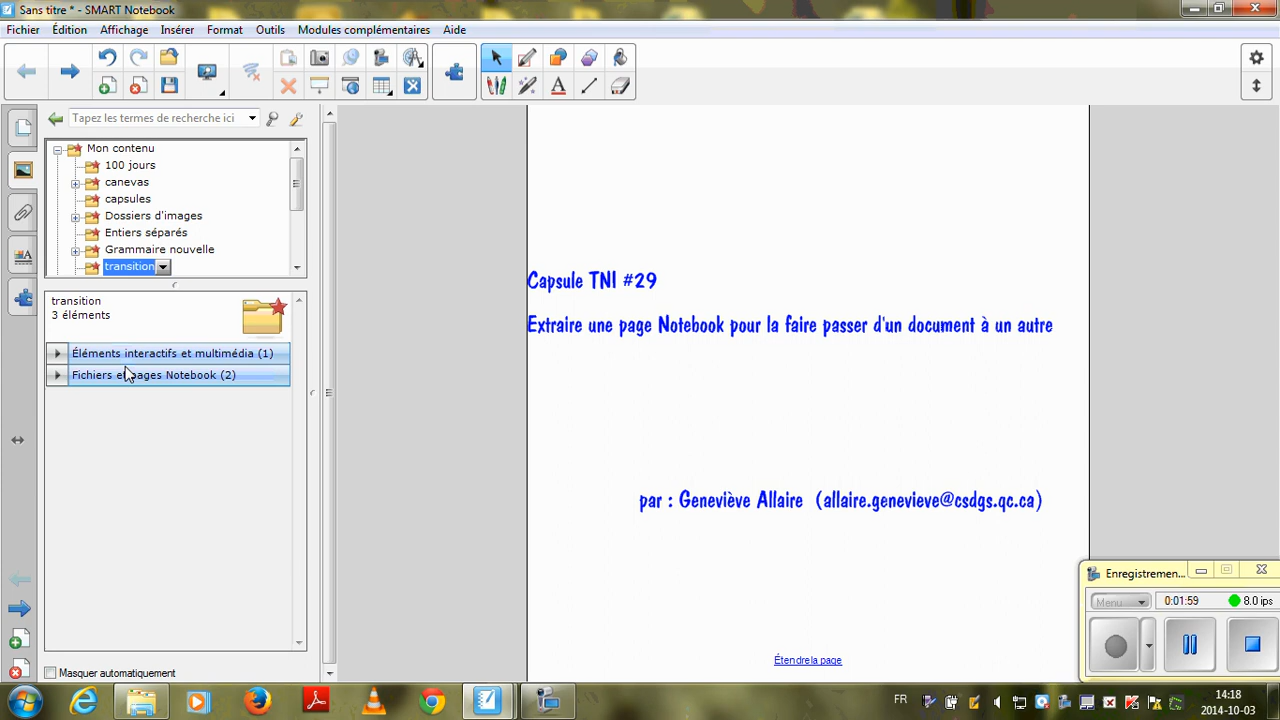 Sans titre * - SMART Notebook
Fichier Édition Affichage Insérer Format Outils Modules complémentaires Aide
Tapez les termes de recherche ici
Mon contenu
100 jours
canevas
capsules
Dossiers d'images
Entiers séparés
Grammaire nouvelle
transition
transition
3 éléments
Éléments interactifs et multimédia (1)
Fichiers et pages Notebook (2)
Masquer automatiquement
Capsule TNI #29
Extraire une page Notebook pour la faire passer d'un document à un autre
par : Geneviève Allaire (allaire.genevieve@csdgs.qc.ca)
Étendre la page
Enregistremen...
Menu 0:01:59 8.0 ips
FR
14:18
2014-10-03